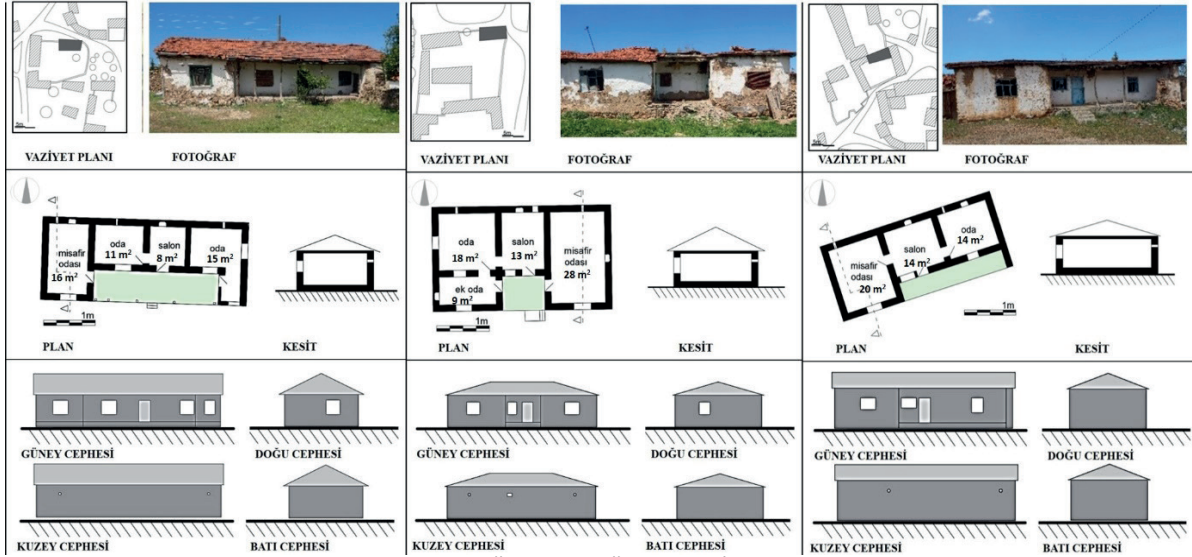 5m
VAZİYET PLANI
FOTOĞRAF
misafir
odası
16 m²
oda
11 m²
salon
8 m²
oda
15 m²
1m
PLAN
KESİT
GÜNEY CEPHESİ
DOĞU CEPHESİ
KUZEY CEPHESİ
BATI CEPHESİ
5m
VAZİYET PLANI
FOTOĞRAF
oda
18 m²
salon
13 m²
misafir
odası
28 m²
ek oda
9 m²
1m
PLAN
KESİT
GÜNEY CEPHESİ
DOĞU CEPHESİ
KUZEY CEPHESİ
BATI CEPHESİ
5m
VAZİYET PLANI
FOTOĞRAF
misafir
odası
20 m²
salon
14 m²
oda
14 m²
1m
PLAN
KESİT
GÜNEY CEPHESİ
DOĞU CEPHESİ
KUZEY CEPHESİ
BATI CEPHESİ